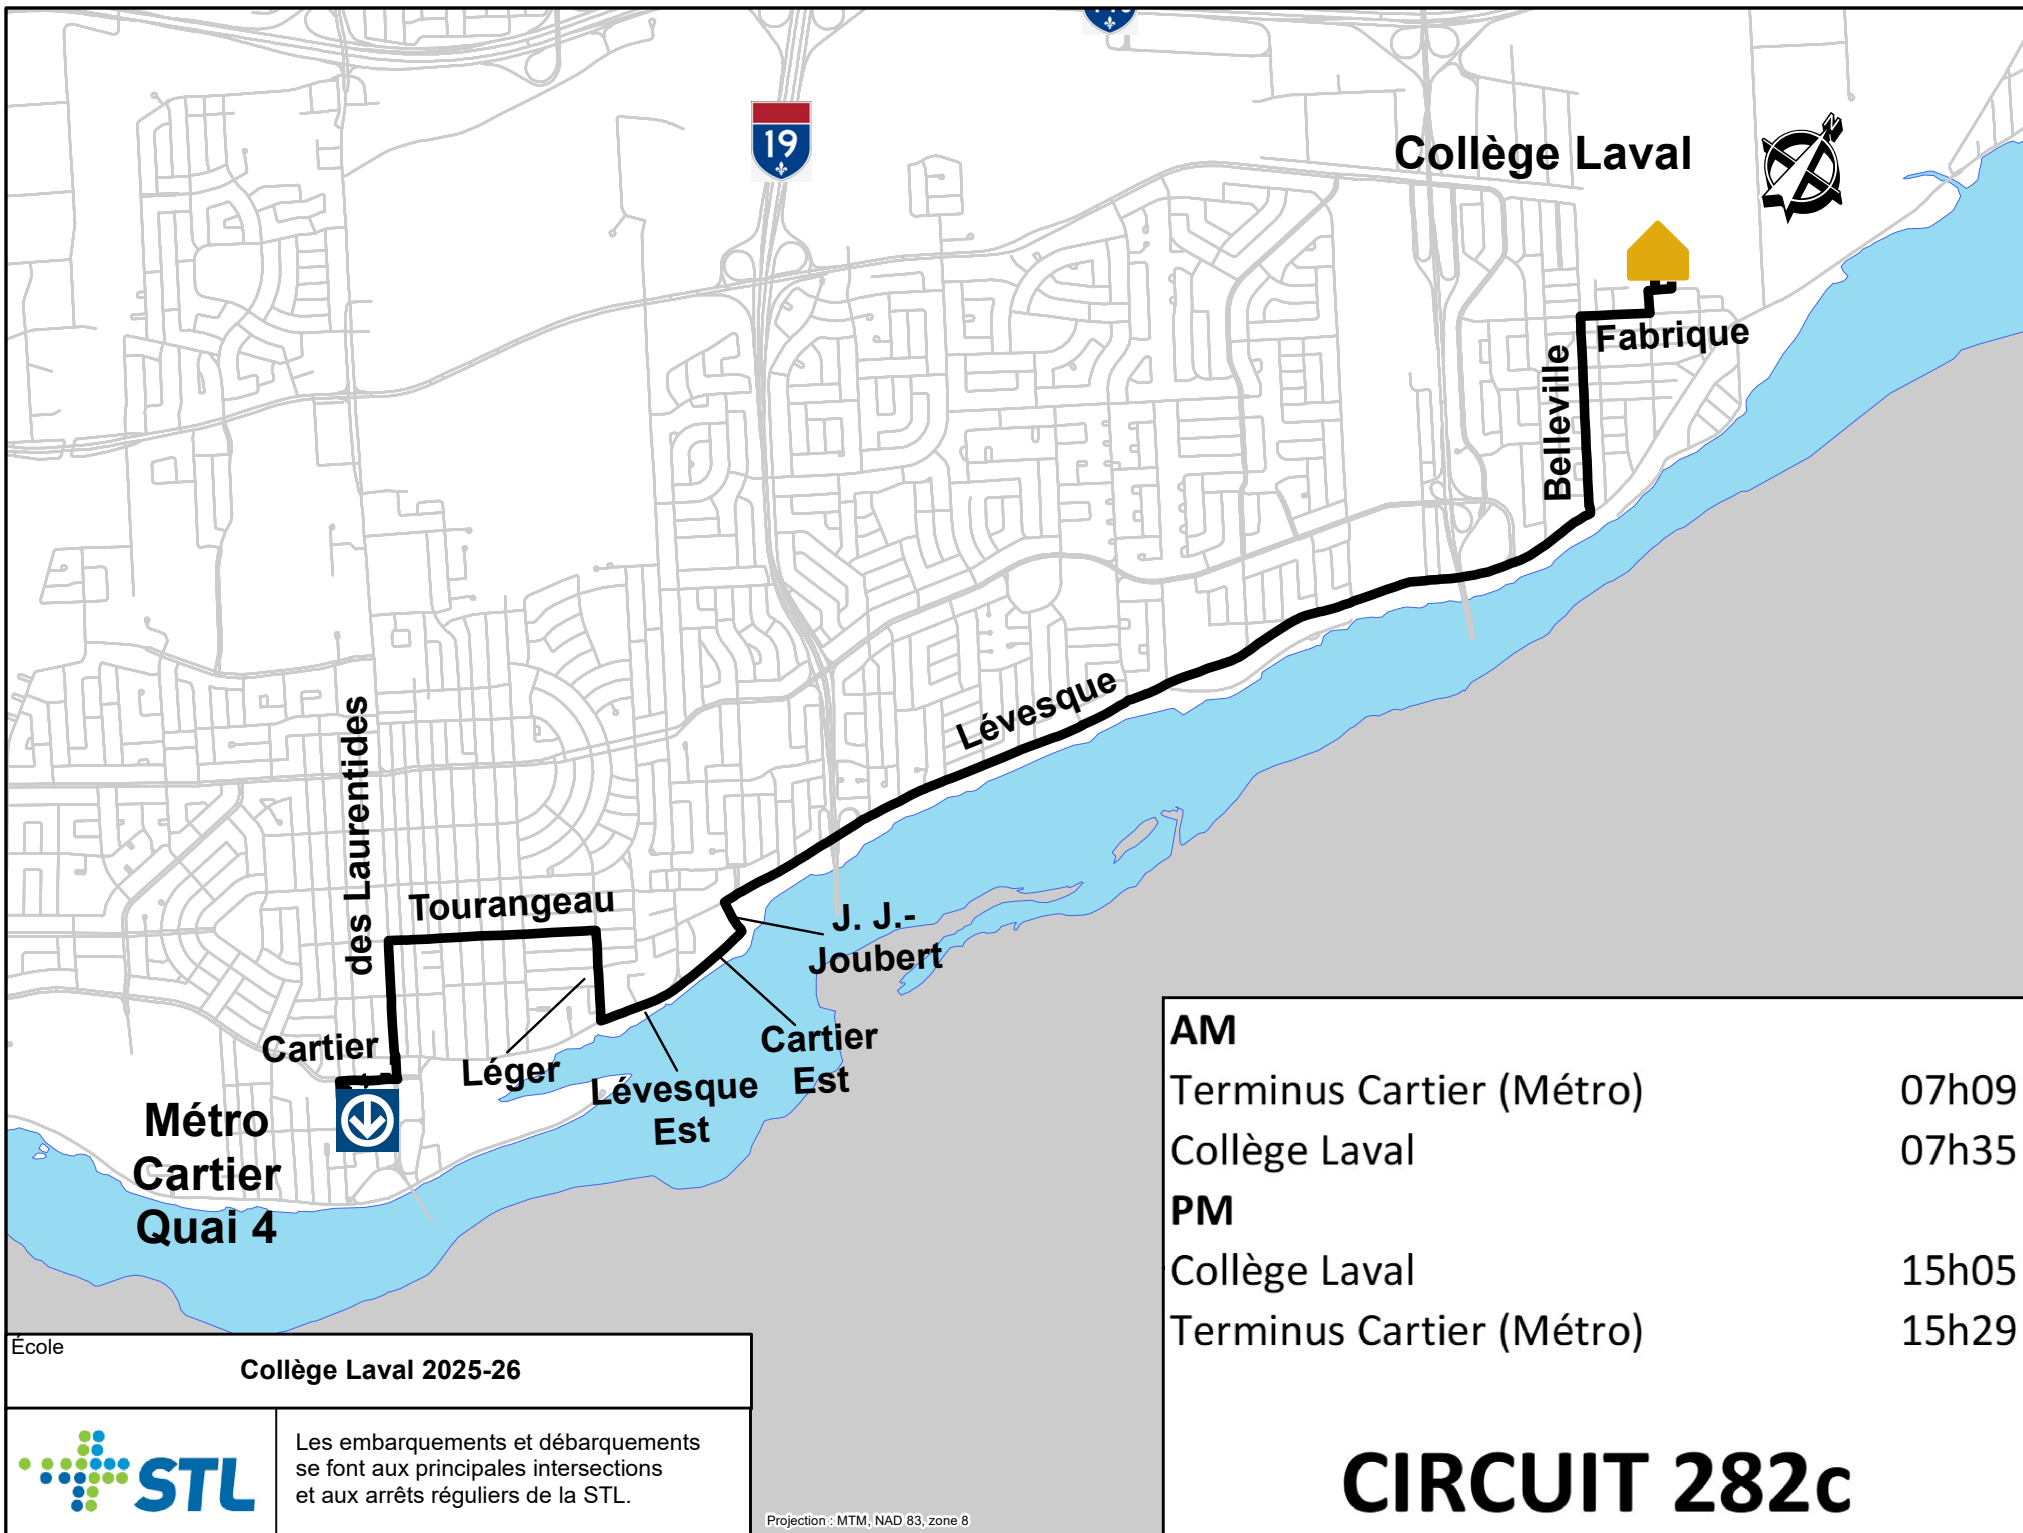 19
Collège Laval
N
Fabrique
Belleville
Lévesque
des Laurentides
Tourangeau
J. J.-
Joubert
Cartier
Léger
Cartier
Est
Lévesque
Est
Métro
Cartier
Quai 4
AM
Terminus Cartier (Métro) 07h09
Collège Laval 07h35
PM
Collège Laval 15h05
Terminus Cartier (Métro) 15h29
CIRCUIT 282c
École
Collège Laval 2025-26
STL
Les embarquements et débarquements
se font aux principales intersections
et aux arrêts réguliers de la STL.
Projection : MTM, NAD 83, zone 8